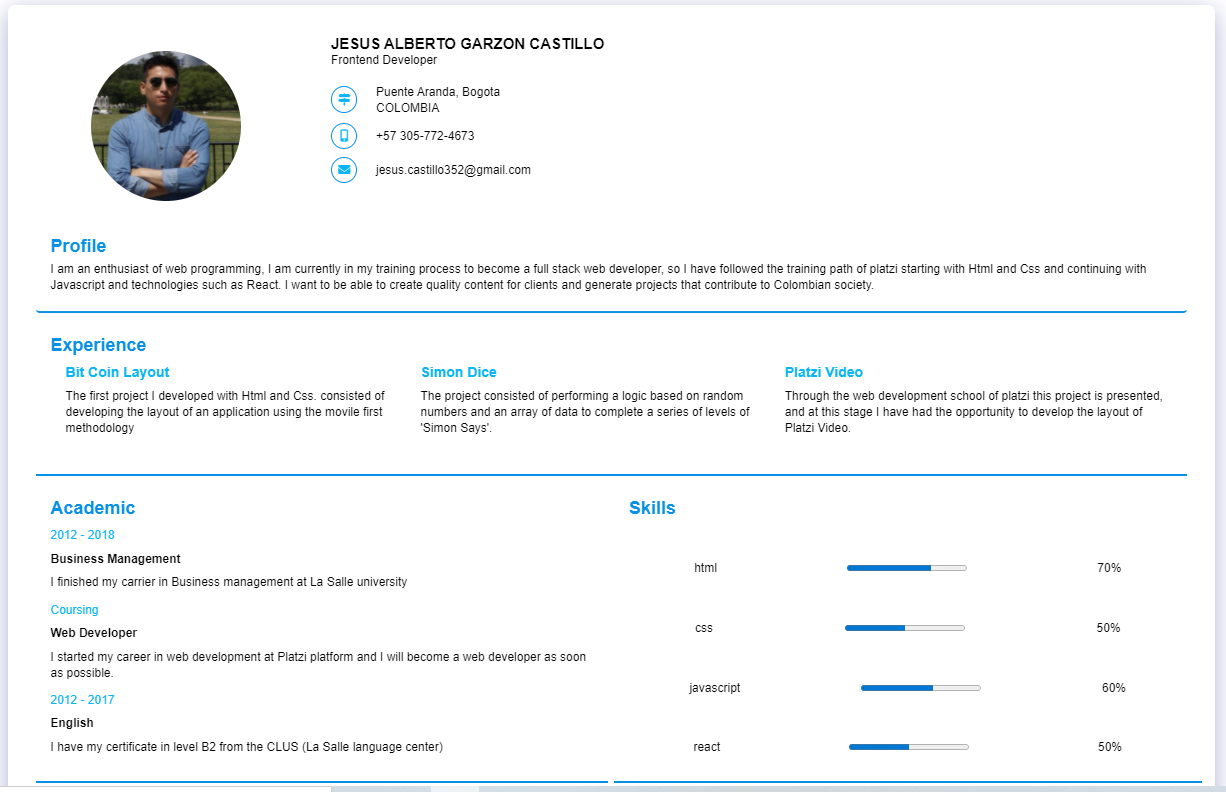 JESUS ALBERTO GARZON CASTILLO
Frontend Developer
Puente Aranda, Bogota
COLOMBIA
+57 305-772-4673
jesus.castillo352@gmail.com
Profile
I am an enthusiast of web programming, I am currently in my training process to become a full stack web developer, so I have followed the training path of platzi starting with Html and Css and continuing with
Javascript and technologies such as React. I want to be able to create quality content for clients and generate projects that contribute to Colombian society.
Experience
Bit Coin Layout
The first project I developed with Html and Css. consisted of
developing the layout of an application using the movile first
methodology
Simon Dice
The project consisted of performing a logic based on random
numbers and an array of data to complete a series of levels of
'Simon Says'.
Platzi Video
Through the web development school of platzi this project is presented,
and at this stage I have had the opportunity to develop the layout of
Platzi Video.
Academic
2012 - 2018
Business Management
I finished my carrier in Business management at La Salle university
Coursing
Web Developer
I started my career in web development at Platzi platform and I will become a web developer as soon
as possible.
2012 - 2017
English
I have my certificate in level B2 from the CLUS (La Salle language center)
Skills
html 70%
css 50%
javascript 60%
react 50%